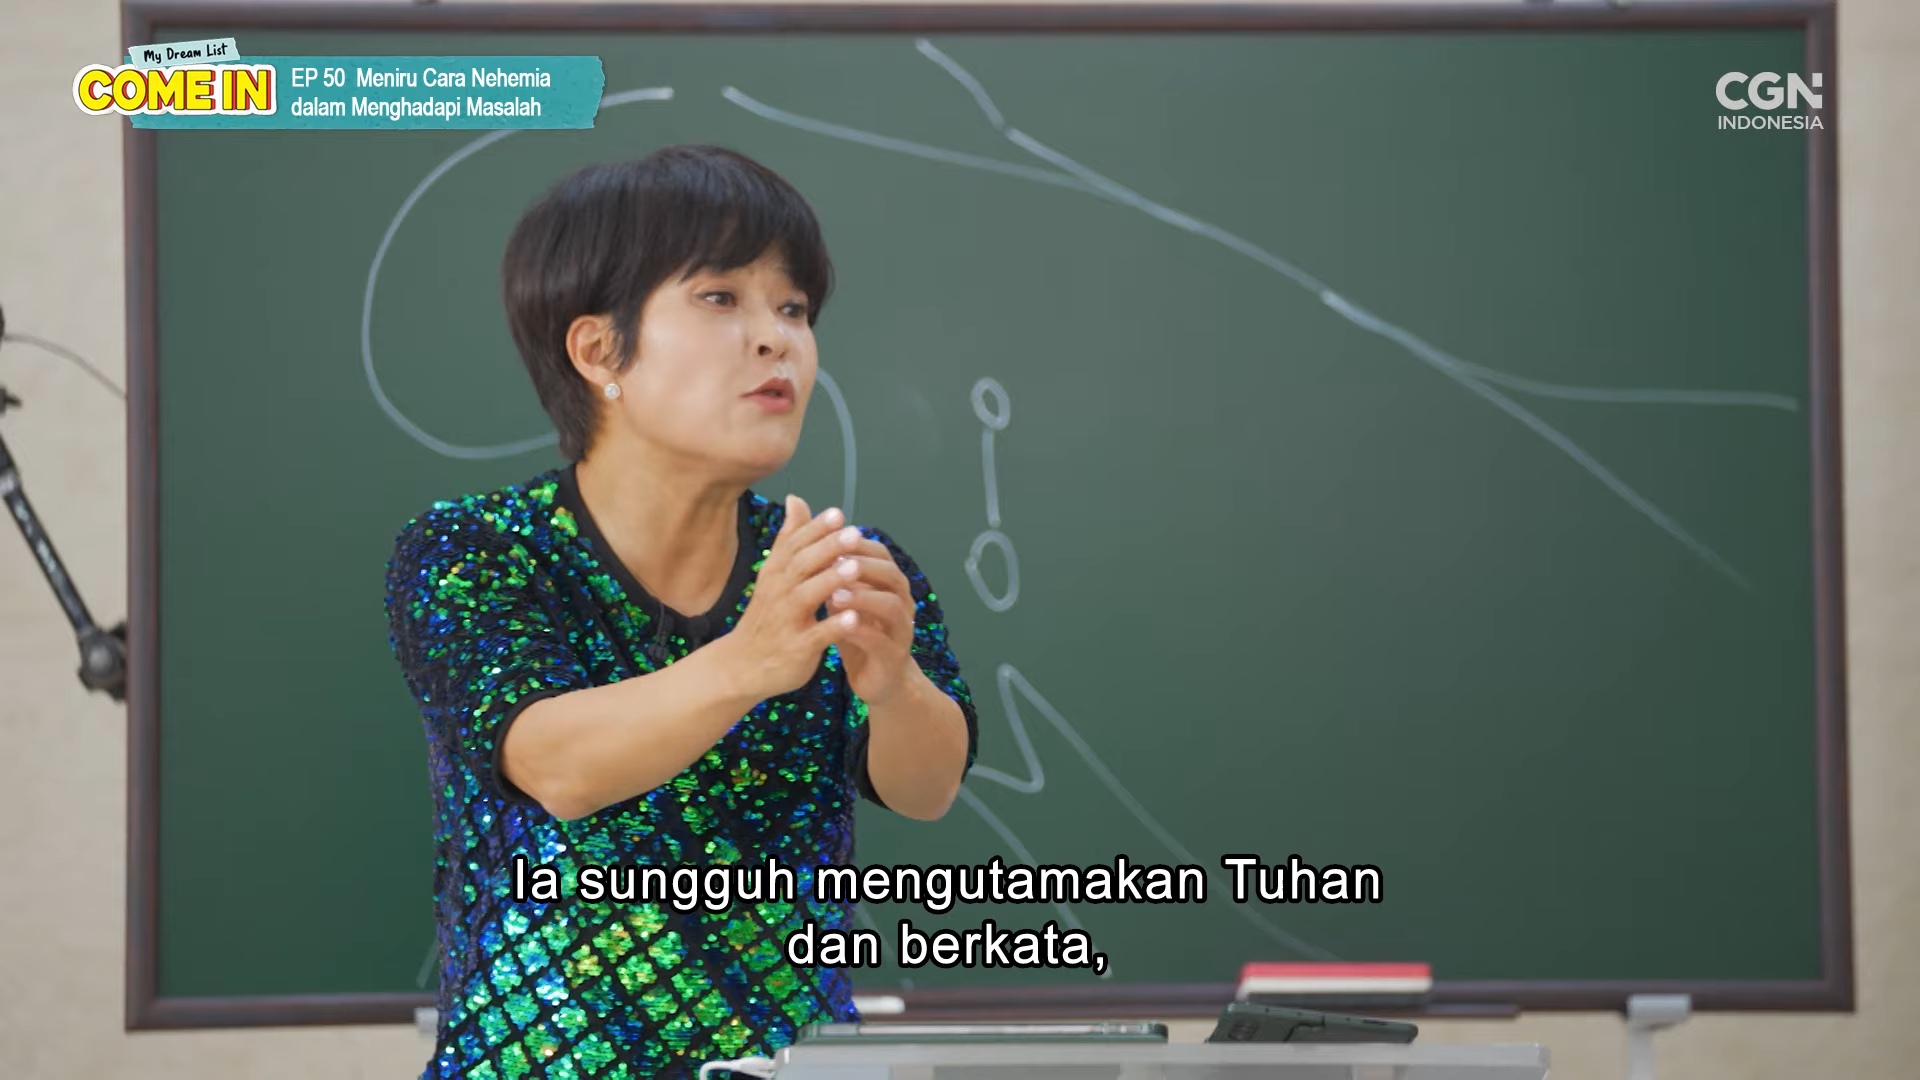 My Dream List
COME IN
EP 50 Meniru Cara Nehemia
dalam Menghadapi Masalah
CGN
INDONESIA
Ia sungguh mengutamakan Tuhan
dan berkata,